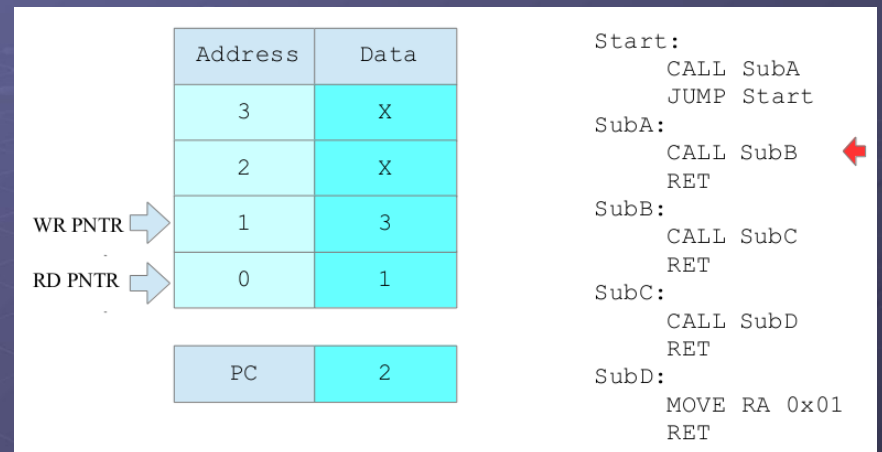 Address Data
3 X
2 X
WR PNTR 1 3
RD PNTR 0 1
PC 2
Start:
CALL SubA
JUMP Start
SubA:
CALL SubB
RET
SubB:
CALL SubC
RET
SubC:
CALL SubD
RET
SubD:
MOVE RA 0x01
RET